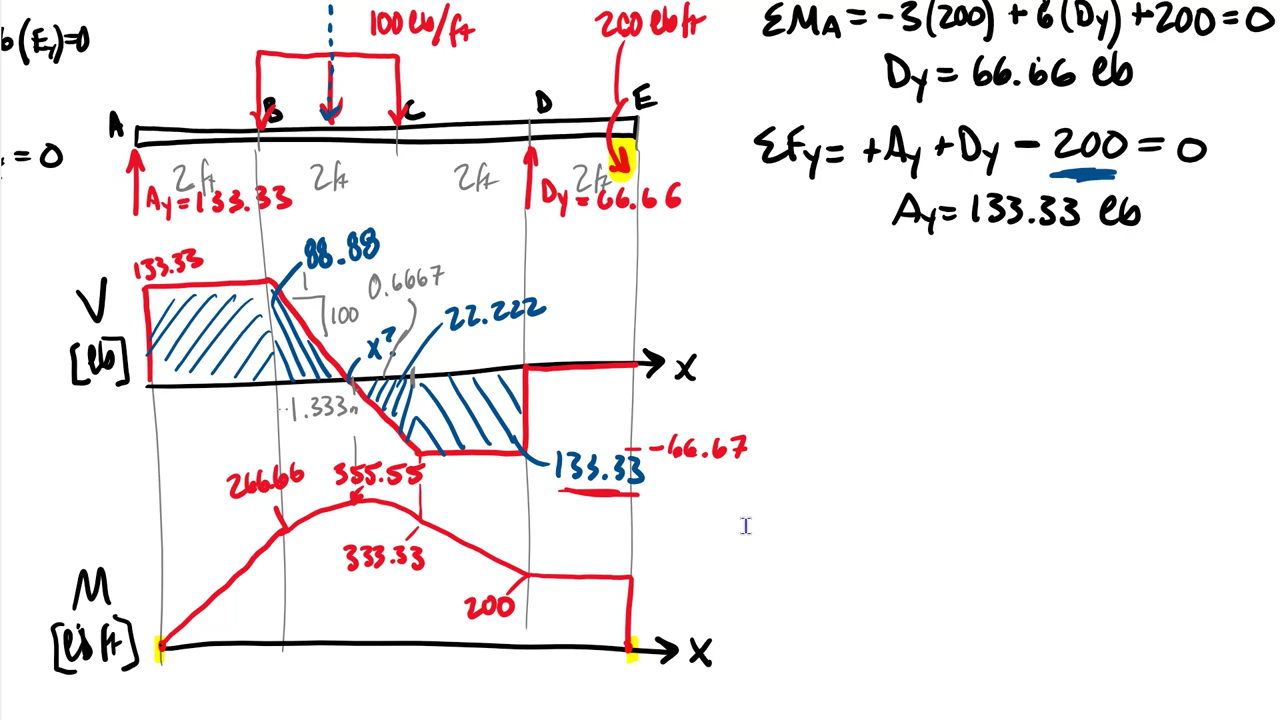 100 lb/ft
200 lb ft
ΣMA = -3(200) + 6(Dy) + 200 = 0
Dy = 66.66 lb
ΣFy = +Ay + Dy - 200 = 0
Ay = 133.33 lb
(Ey)=0
= 0
A B C D E
2ft 2ft 2ft 2ft
Ay=133.33 Dy=66.66
133.33
88.88
0.6667
1
100
22.222
x?
V
[lb]
x
1.333
-66.67
133.33
266.66 355.55
333.33
200
M
[lb ft]
x